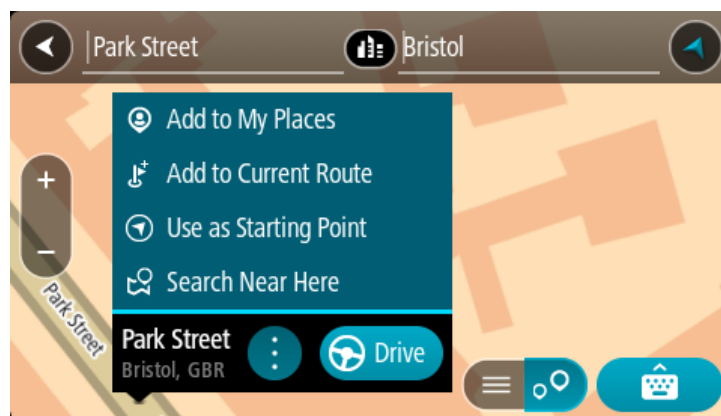 Park Street
Bristol
Add to My Places
Add to Current Route
Use as Starting Point
Search Near Here
Park Street
Park Street
Bristol, GBR
Drive